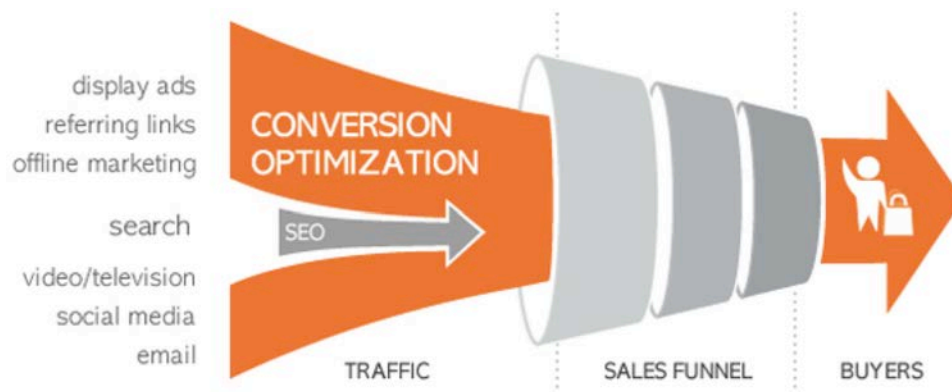 display ads
referring links
offline marketing
search
video/television
social media
email
CONVERSION
OPTIMIZATION
SEO
TRAFFIC
SALES FUNNEL
BUYERS